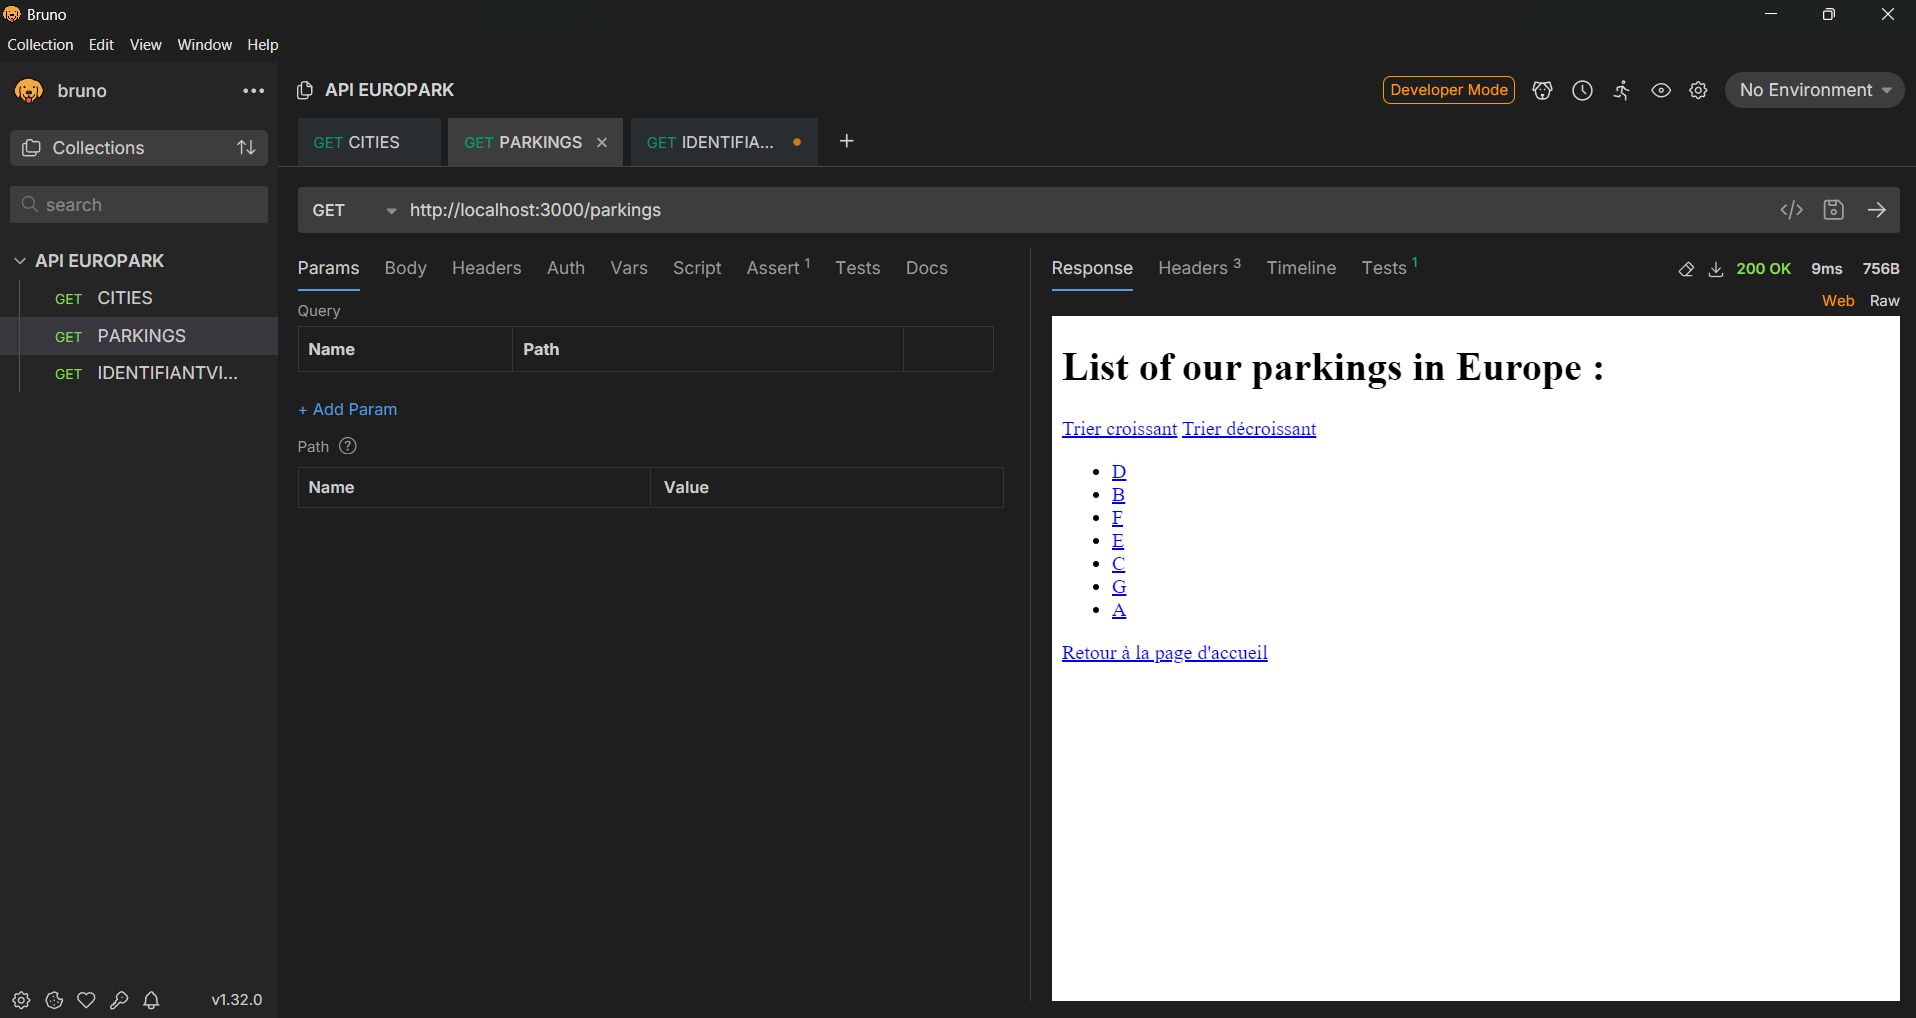 Bruno
Collection Edit View Window Help
bruno
API EUROPARK
Developer Mode
No Environment
Collections
GET CITIES
GET PARKINGS
GET IDENTIFIA...
search
GET http://localhost:3000/parkings
API EUROPARK
GET CITIES
GET PARKINGS
GET IDENTIFIANTVI...
Params Body Headers Auth Vars Script Assert 1 Tests Docs
Query
Name Path
+ Add Param
Path ?
Name Value
Response Headers 3 Timeline Tests 1
200 OK 9ms 756B
Web Raw
List of our parkings in Europe :
Trier croissant Trier décroissant
D
B
F
E
C
G
A
Retour à la page d'accueil
v1.32.0